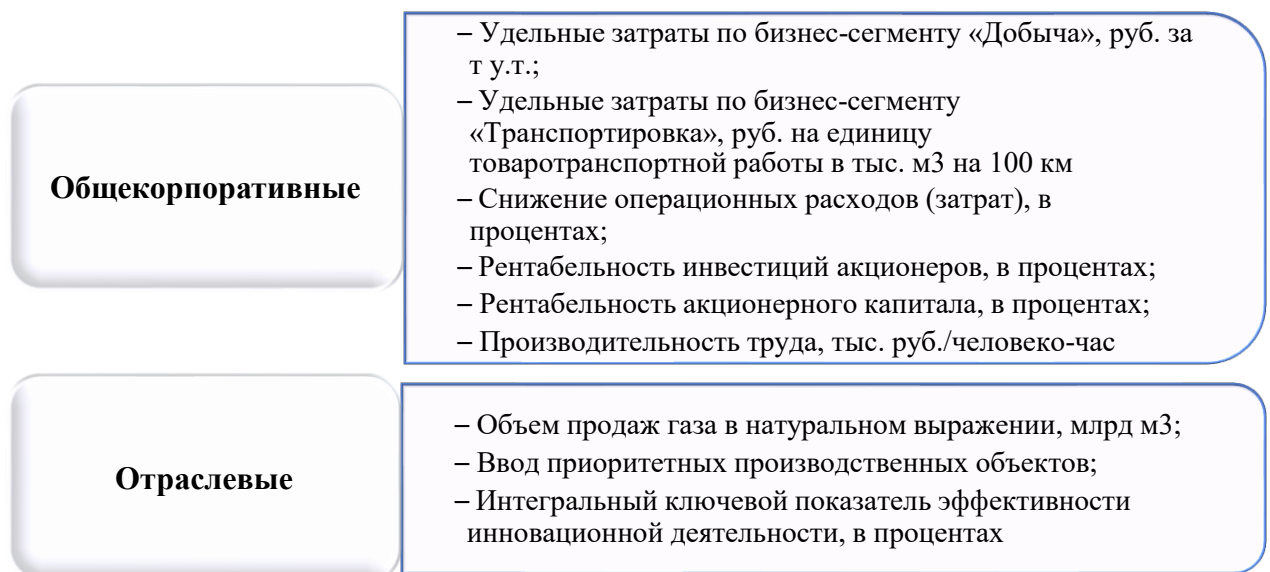 Общекорпоративные
– Удельные затраты по бизнес-сегменту «Добыча», руб. за
т у.т.;
– Удельные затраты по бизнес-сегменту
«Транспортировка», руб. на единицу
товаротранспортной работы в тыс. м3 на 100 км
– Снижение операционных расходов (затрат), в
процентах;
– Рентабельность инвестиций акционеров, в процентах;
– Рентабельность акционерного капитала, в процентах;
– Производительность труда, тыс. руб./человеко-час
Отраслевые
– Объем продаж газа в натуральном выражении, млрд м3;
– Ввод приоритетных производственных объектов;
– Интегральный ключевой показатель эффективности
инновационной деятельности, в процентах